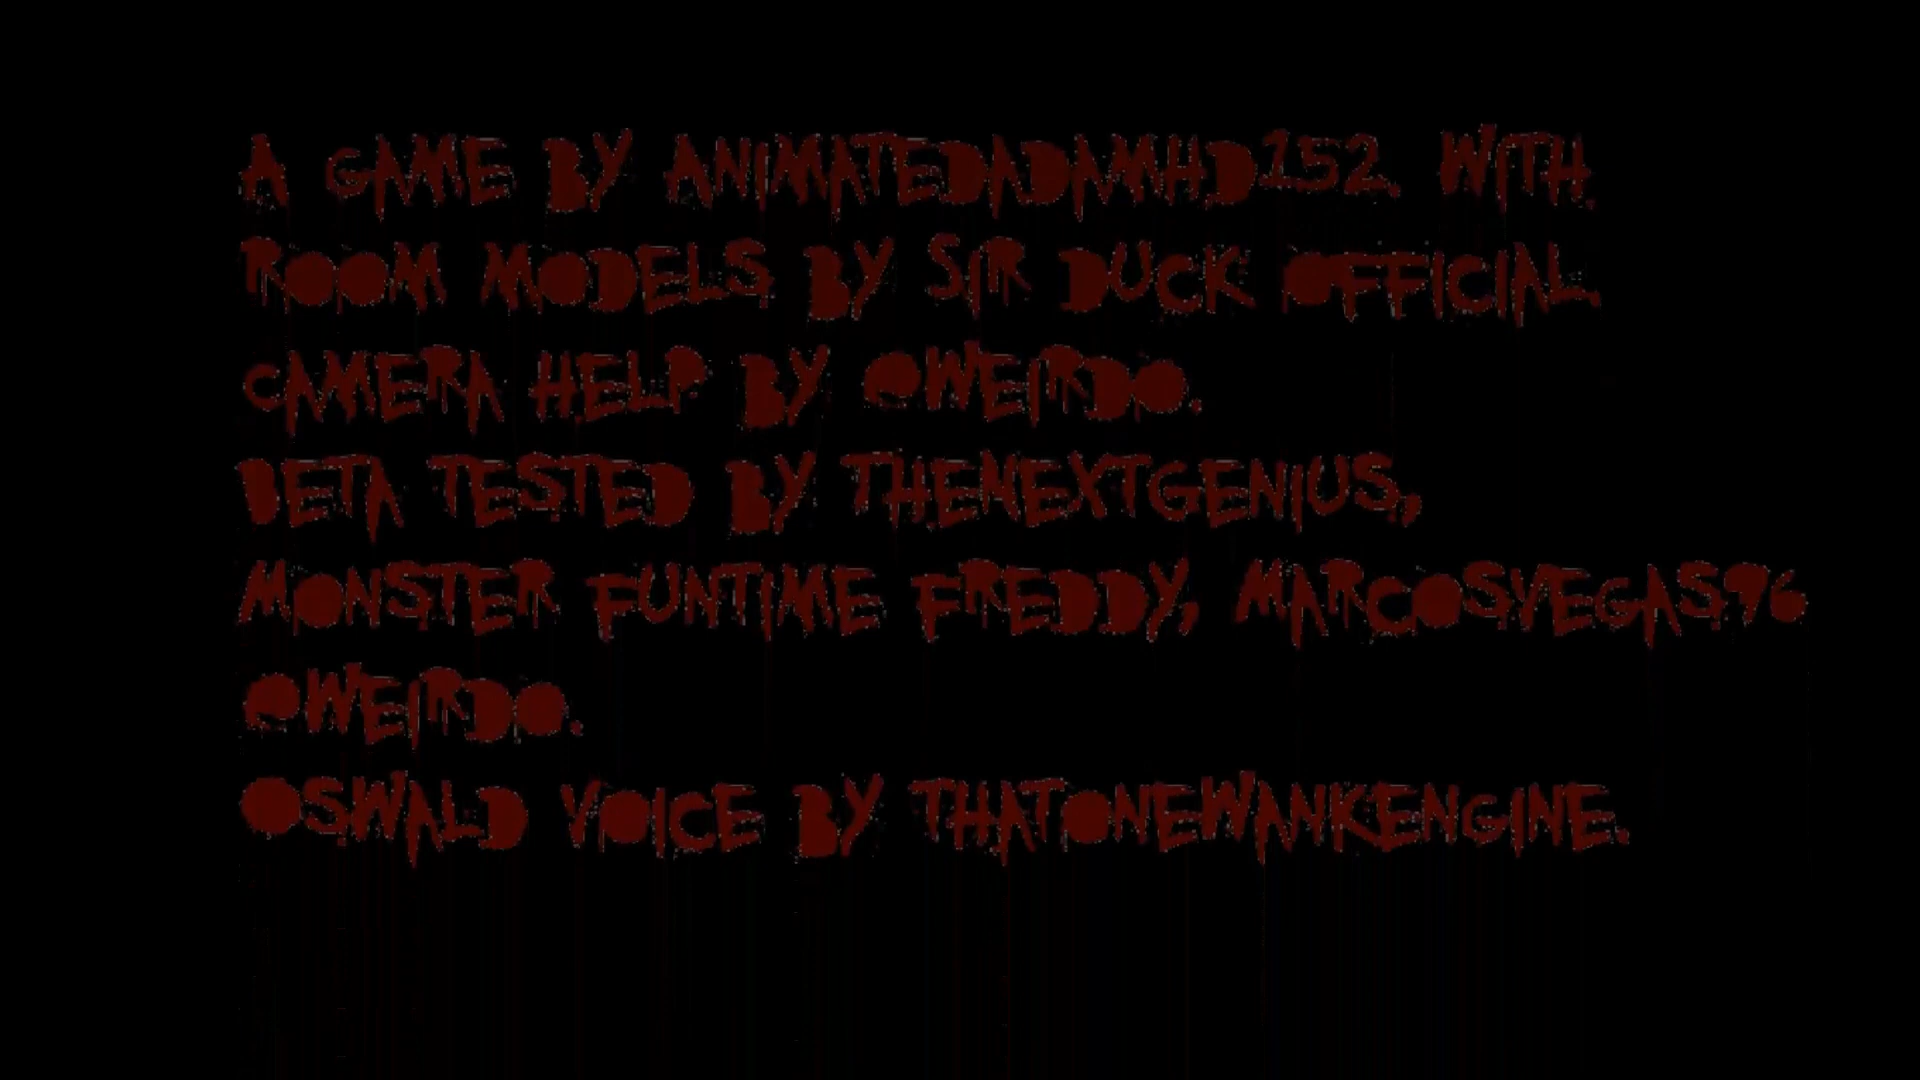 A GAME BY ANIMATEDADAMHD152. WITH
ROOM MODELS BY SIR DUCK OFFICIAL.
CAMERA HELP BY @WEIRDO.
BETA TESTED BY THENEXTGENIUS,
MONSTER FUNTIME FREDDY, MARCOSVEGAS96
@WEIRDO.
OSWALD VOICE BY THATONEWANKENGINE.